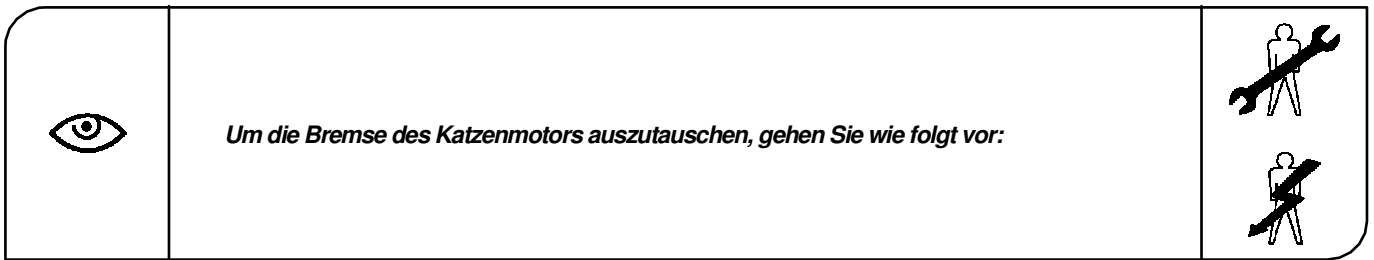 Um die Bremse des Katzenmotors auszutauschen, gehen Sie wie folgt vor: